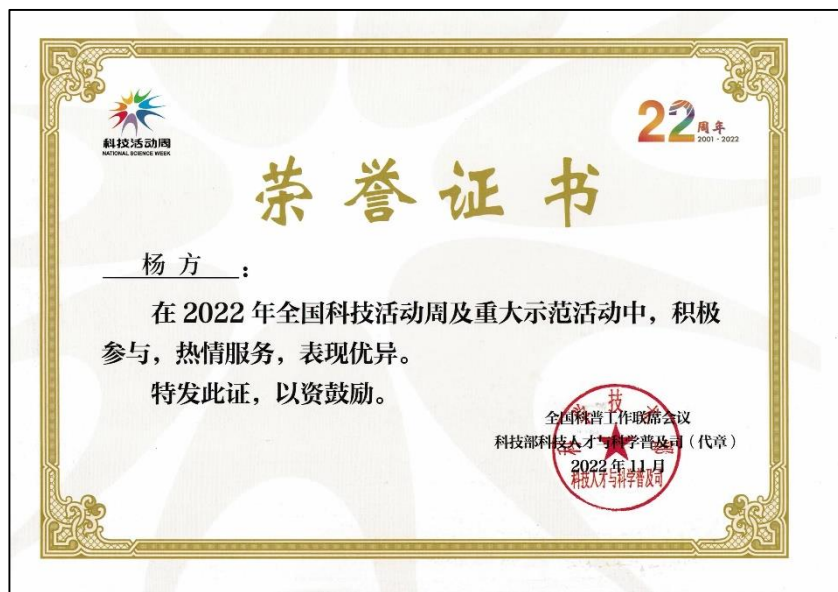 科技活动周
NATIONAL SCIENCE WEEK
22周年
2001 - 2022
荣誉证书
杨方：
在2022年全国科技活动周及重大示范活动中，积极
参与，热情服务，表现优异。
特发此证，以资鼓励。
全国科普工作联席会议
科技部科技人才与科学普及司（代章）
2022年11月
科学技术部
科技人才与科学普及司